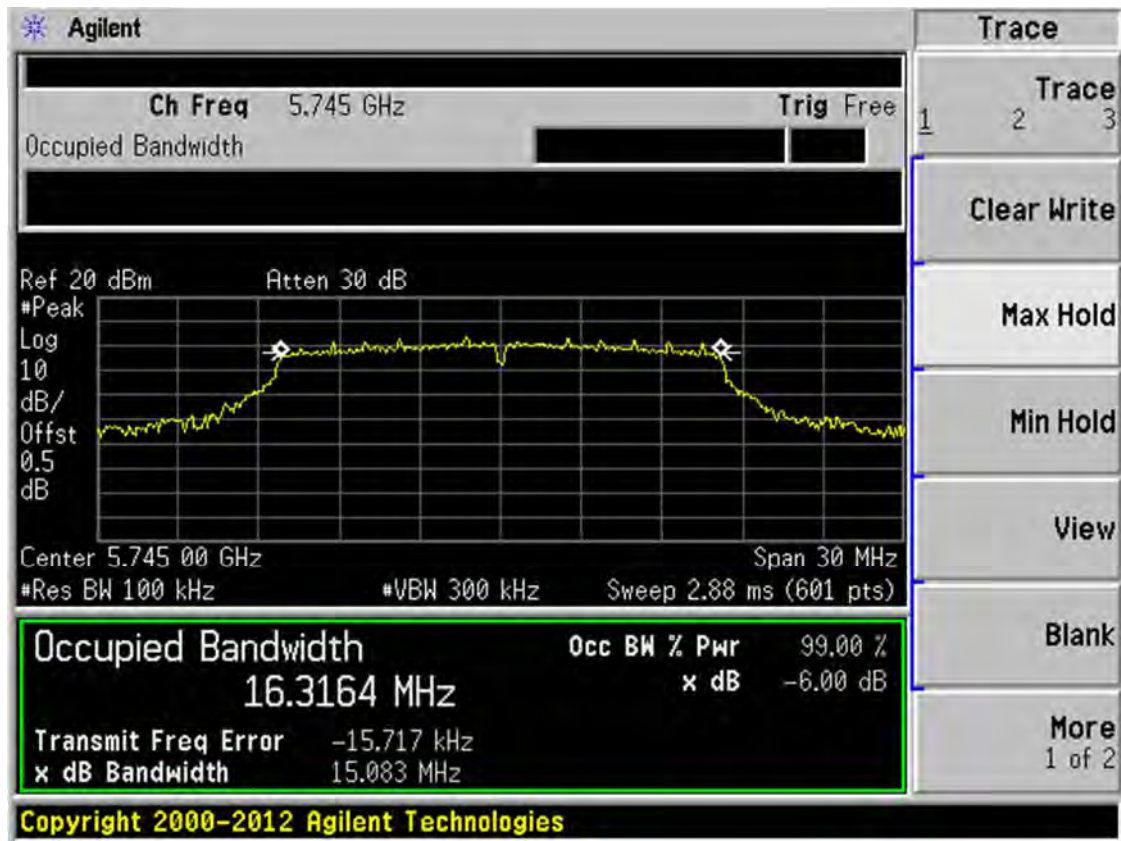 Agilent
Trace
Ch Freq 5.745 GHz Trig Free
Occupied Bandwidth
Trace
1 2 3
Clear Write
Max Hold
Min Hold
View
Blank
More
1 of 2
Ref 20 dBm Atten 30 dB
#Peak
Log
10
dB/
Offst
0.5
dB
Center 5.745 00 GHz Span 30 MHz
#Res BW 100 kHz #VBW 300 kHz Sweep 2.88 ms (601 pts)
Occupied Bandwidth
16.3164 MHz
Occ BW % Pwr 99.00 %
x dB -6.00 dB
Transmit Freq Error -15.717 kHz
x dB Bandwidth 15.083 MHz
Copyright 2000-2012 Agilent Technologies